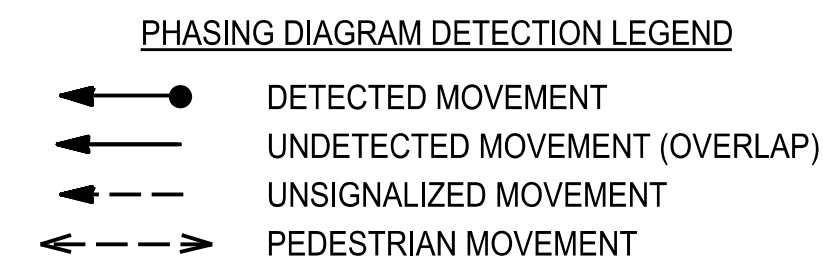 PHASING DIAGRAM DETECTION LEGEND
DETECTED MOVEMENT
UNDETECTED MOVEMENT (OVERLAP)
UNSIGNALIZED MOVEMENT
PEDESTRIAN MOVEMENT